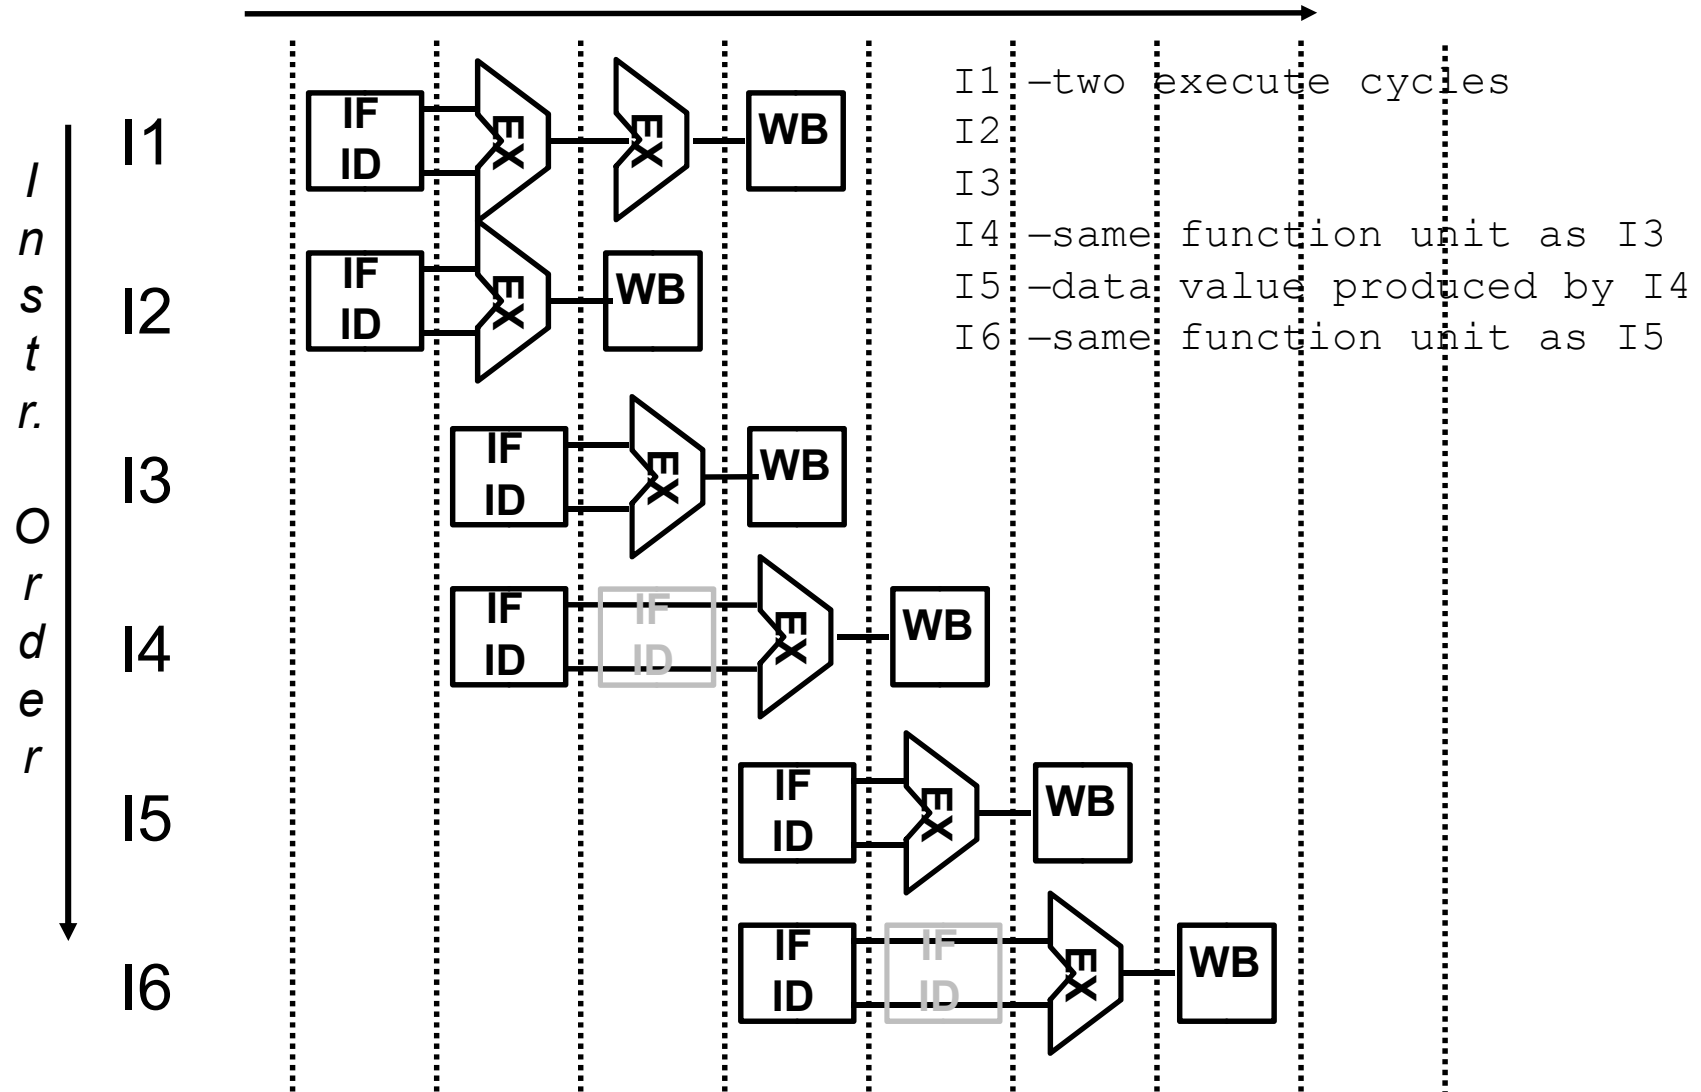 I1 –two execute cycles
I2
I3
I4 –same function unit as I3
I5 –data value produced by I4
I6 –same function unit as I5
Instr. Order
I1
IF
ID
EX
EX
WB
I2
IF
ID
EX
WB
I3
IF
ID
EX
WB
I4
IF
ID
IF
ID
EX
WB
I5
IF
ID
EX
WB
I6
IF
ID
IF
ID
EX
WB